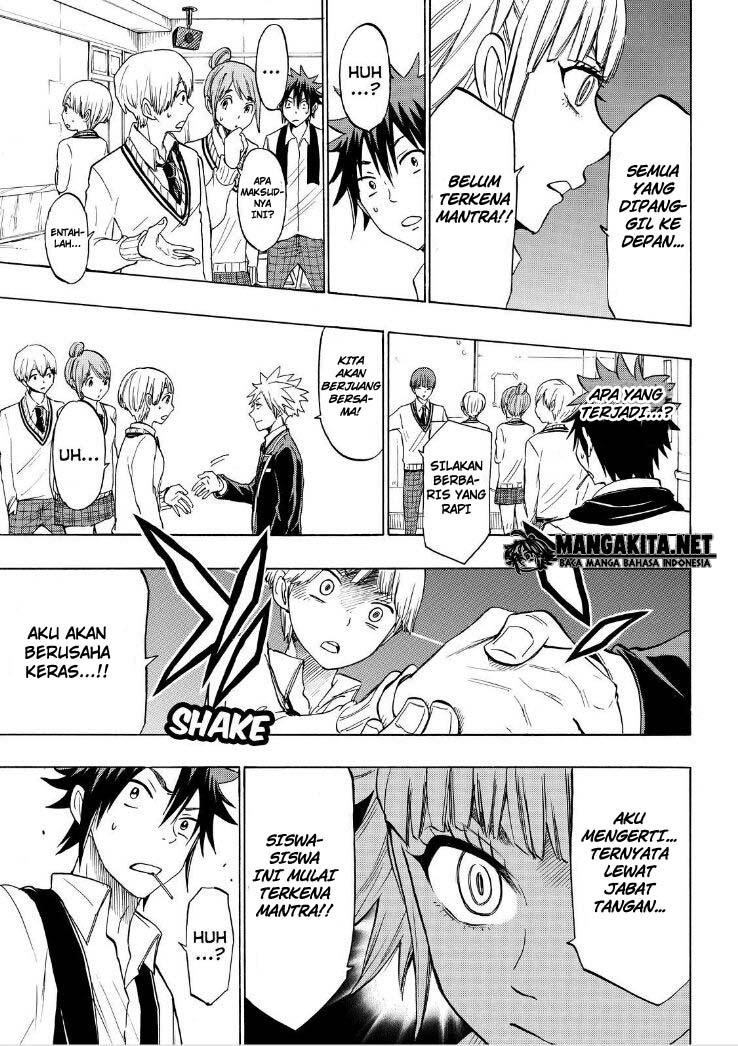 SEMUA
YANG
DIPANG-
GIL KE
DEPAN...
BELUM
TERKENA
MANTRA!!
HUH
...?
...
APA
MAKSUD-
NYA
INI?
ENTAH-
LAH...
APA YANG
TERJADI...?
SILAKAN
BERBA-
RIS YANG
RAPI
KITA
AKAN
BERJUANG
BERSA-
MA!
UH...
MANGAKITA.NET
BACA MANGA BAHASA INDONESIA
AKU AKAN
BERUSAHA
KERAS...!!
SHAKE
AKU
MENGERTI...
TERNYATA
LEWAT
JABAT
TANGAN...
SISWA-
SISWA
INI MULAI
TERKENA
MANTRA!!
HUH
...?